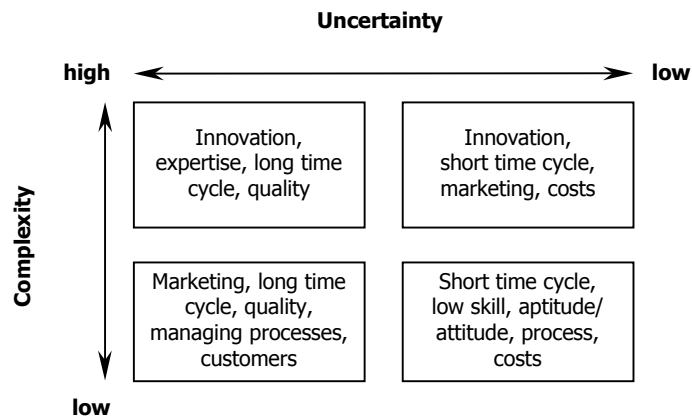 Uncertainty
high
low
Complexity
Innovation,
expertise, long time
cycle, quality
Innovation,
short time cycle,
marketing, costs
Marketing, long time
cycle, quality,
managing processes,
customers
Short time cycle,
low skill, aptitude/
attitude, process,
costs
low